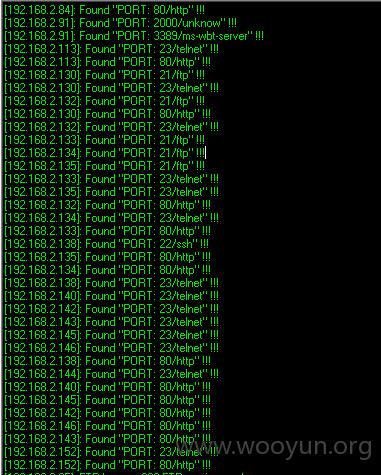 [192.168.2.84]: Found "PORT: 80/http" !!!
[192.168.2.91]: Found "PORT: 2000/unknow" !!!
[192.168.2.91]: Found "PORT: 3389/ms-wbt-server" !!!
[192.168.2.113]: Found "PORT: 23/telnet" !!!
[192.168.2.113]: Found "PORT: 80/http" !!!
[192.168.2.130]: Found "PORT: 21/ftp" !!!
[192.168.2.130]: Found "PORT: 23/telnet" !!!
[192.168.2.132]: Found "PORT: 21/ftp" !!!
[192.168.2.130]: Found "PORT: 80/http" !!!
[192.168.2.132]: Found "PORT: 23/telnet" !!!
[192.168.2.133]: Found "PORT: 21/ftp" !!!
[192.168.2.134]: Found "PORT: 21/ftp" !!!
[192.168.2.135]: Found "PORT: 21/ftp" !!!
[192.168.2.133]: Found "PORT: 23/telnet" !!!
[192.168.2.135]: Found "PORT: 23/telnet" !!!
[192.168.2.132]: Found "PORT: 80/http" !!!
[192.168.2.134]: Found "PORT: 23/telnet" !!!
[192.168.2.133]: Found "PORT: 80/http" !!!
[192.168.2.138]: Found "PORT: 22/ssh" !!!
[192.168.2.135]: Found "PORT: 80/http" !!!
[192.168.2.134]: Found "PORT: 80/http" !!!
[192.168.2.138]: Found "PORT: 23/telnet" !!!
[192.168.2.140]: Found "PORT: 23/telnet" !!!
[192.168.2.142]: Found "PORT: 23/telnet" !!!
[192.168.2.143]: Found "PORT: 23/telnet" !!!
[192.168.2.145]: Found "PORT: 23/telnet" !!!
[192.168.2.146]: Found "PORT: 23/telnet" !!!
[192.168.2.138]: Found "PORT: 80/http" !!!
[192.168.2.144]: Found "PORT: 23/telnet" !!!
[192.168.2.140]: Found "PORT: 80/http" !!!
[192.168.2.145]: Found "PORT: 80/http" !!!
[192.168.2.142]: Found "PORT: 80/http" !!!
[192.168.2.146]: Found "PORT: 80/http" !!!
[192.168.2.143]: Found "PORT: 80/http" !!!
[192.168.2.152]: Found "PORT: 23/telnet" !!!
[192.168.2.152]: Found "PORT: 80/http" !!!
www.wooyun.org